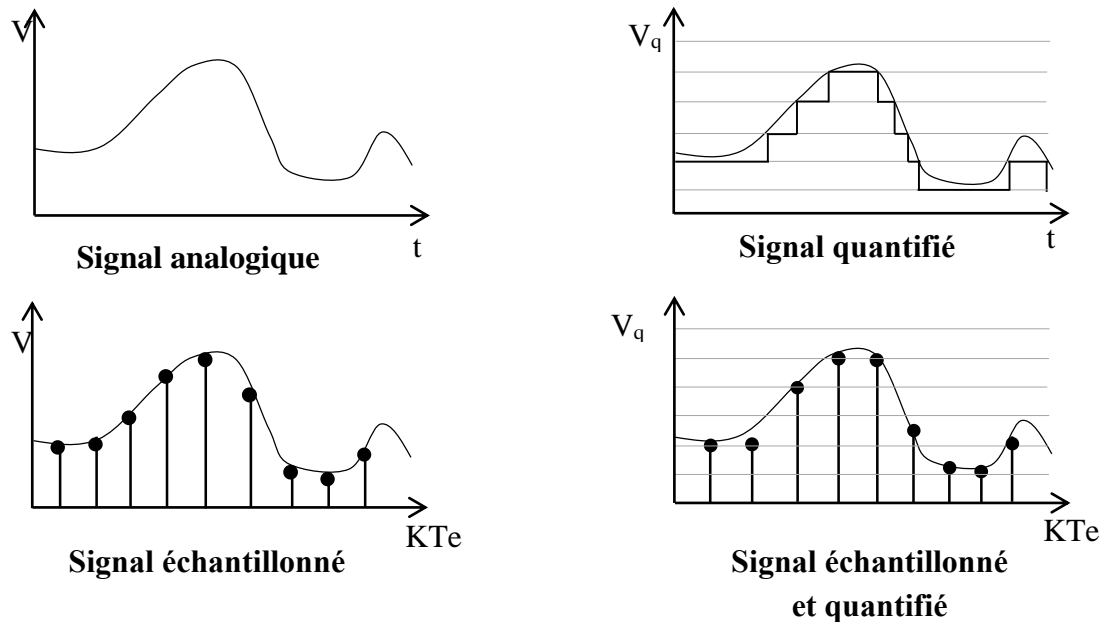 V
t
Signal analogique
Vq
t
Signal quantifié
V
KTe
Signal échantillonné
Vq
KTe
Signal échantillonné
et quantifié